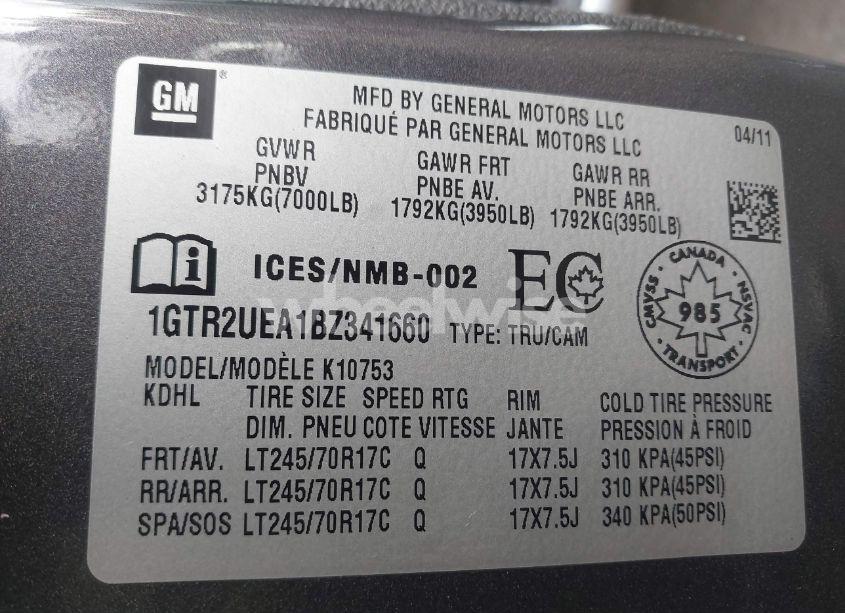 GM
MFD BY GENERAL MOTORS LLC
FABRIQUÉ PAR GENERAL MOTORS LLC
04/11
GVWR GAWR FRT GAWR RR
PNBV PNBE AV. PNBE ARR.
3175KG(7000LB) 1792KG(3950LB) 1792KG(3950LB)
i ICES/NMB-002 EC
CANADA
CMVSS 985 NSVAC
TRANSPORT
wheelwise
1GTR2UEA1BZ341660 TYPE: TRU/CAM
MODEL/MODÈLE K10753
KDHL TIRE SIZE SPEED RTG RIM COLD TIRE PRESSURE
DIM. PNEU COTE VITESSE JANTE PRESSION À FROID
FRT/AV. LT245/70R17C Q 17X7.5J 310 KPA(45PSI)
RR/ARR. LT245/70R17C Q 17X7.5J 310 KPA(45PSI)
SPA/SOS LT245/70R17C Q 17X7.5J 340 KPA(50PSI)